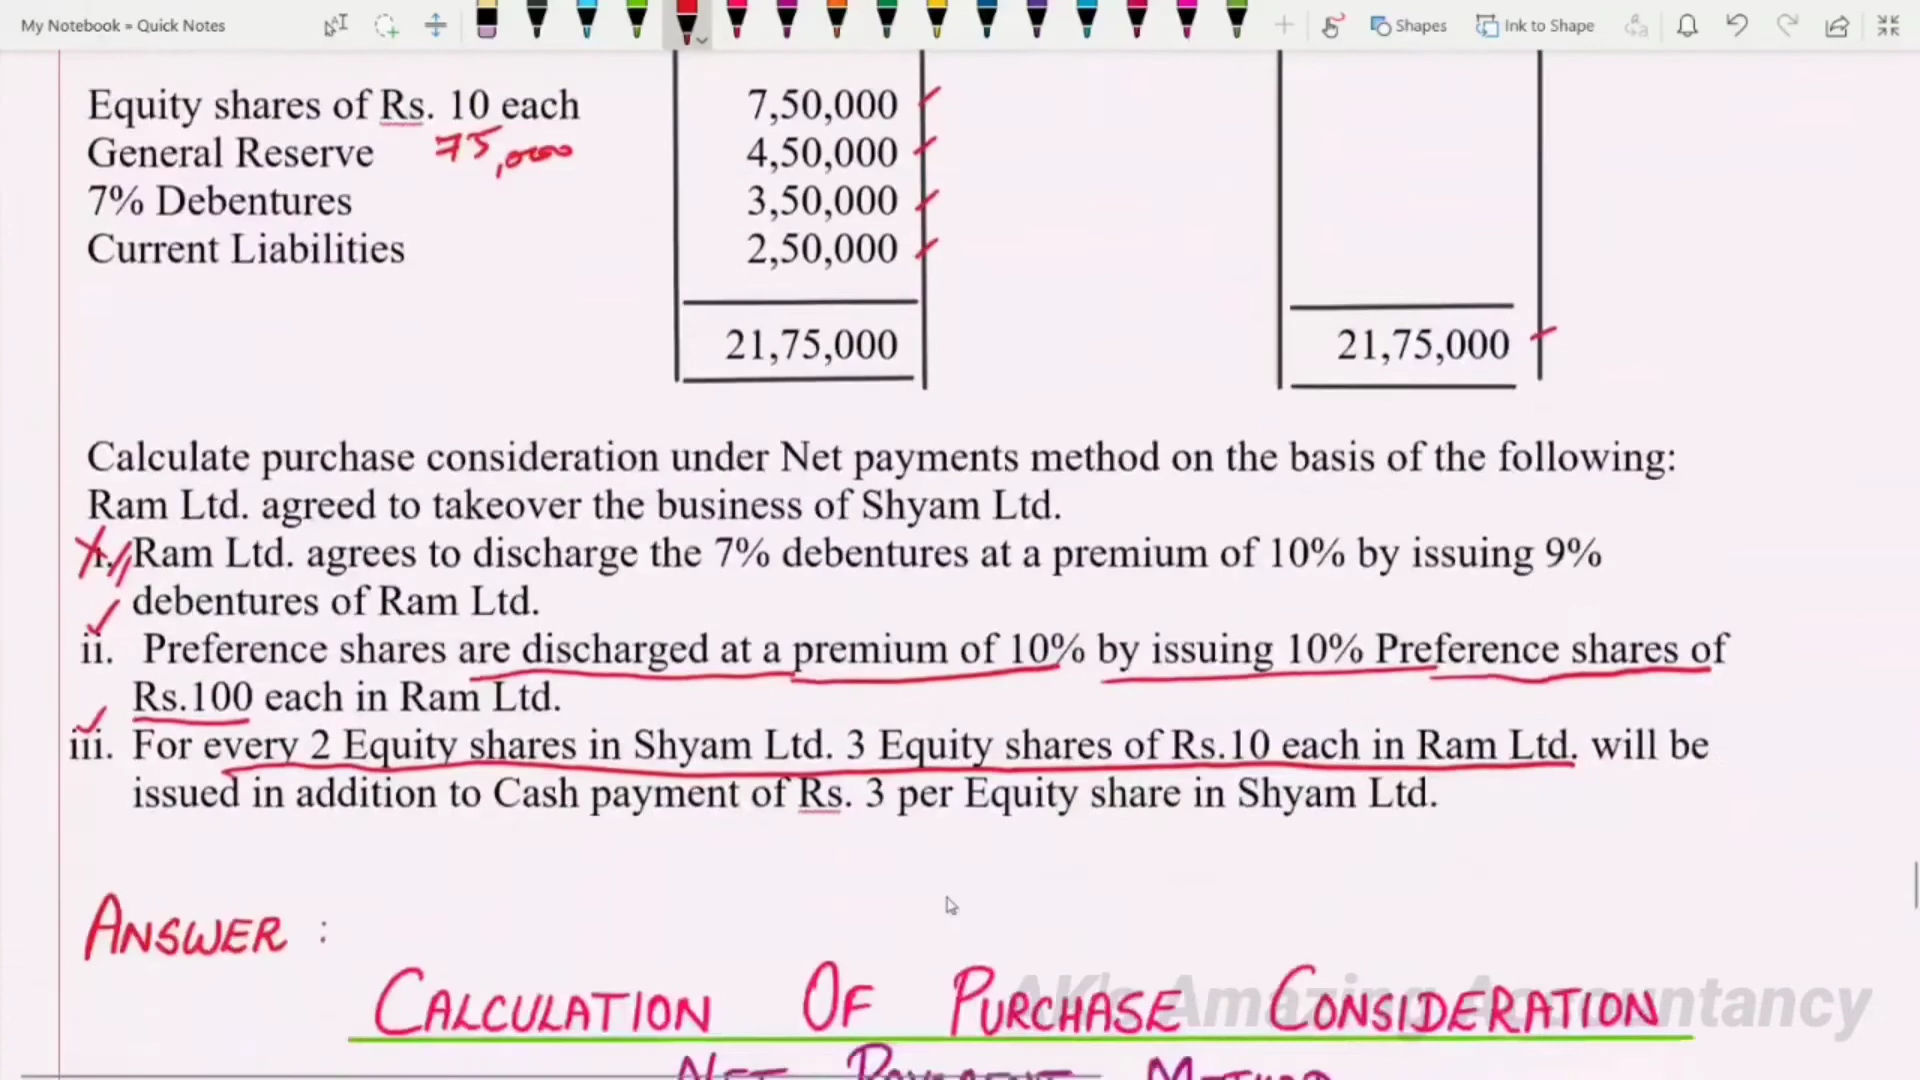 My Notebook » Quick Notes
Shapes
Ink to Shape
Equity shares of Rs. 10 each 7,50,000
General Reserve 75,000 4,50,000
7% Debentures 3,50,000
Current Liabilities 2,50,000
21,75,000 21,75,000
Calculate purchase consideration under Net payments method on the basis of the following:
Ram Ltd. agreed to takeover the business of Shyam Ltd.
i. Ram Ltd. agrees to discharge the 7% debentures at a premium of 10% by issuing 9%
debentures of Ram Ltd.
ii. Preference shares are discharged at a premium of 10% by issuing 10% Preference shares of
Rs.100 each in Ram Ltd.
iii. For every 2 Equity shares in Shyam Ltd. 3 Equity shares of Rs.10 each in Ram Ltd. will be
issued in addition to Cash payment of Rs. 3 per Equity share in Shyam Ltd.
ANSWER :
CALCULATION OF PURCHASE CONSIDERATION
AK's Amazing Accountancy
NET PAYMENT METHOD